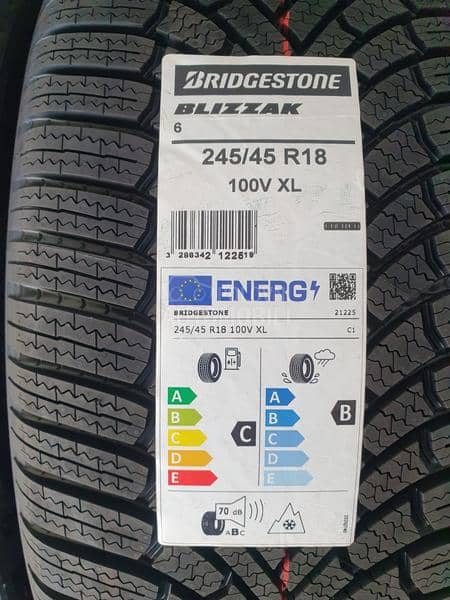 BRIDGESTONE
BLIZZAK
6
245/45 R18
100V XL
3 286342 122519
ENERG
BRIDGESTONE 21225
245/45 R18 100V XL C1
A A
B B B
C C C
D D
E E
70 dB
ABC